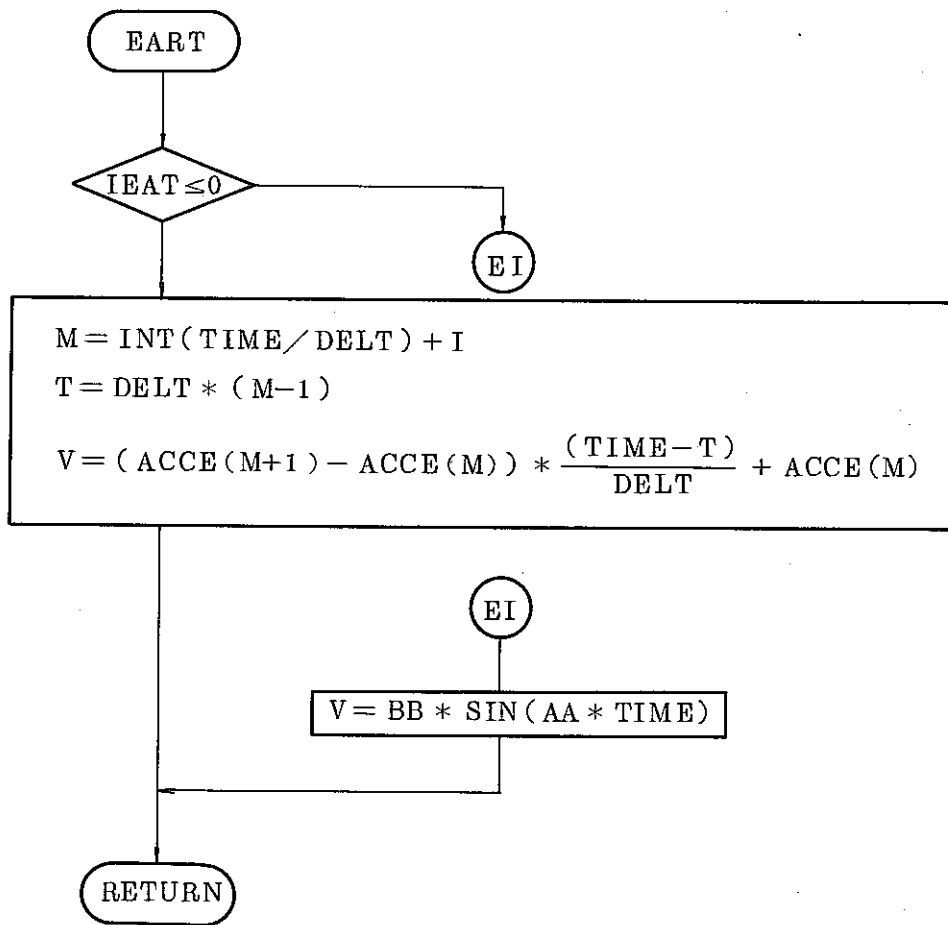 EART
IEAT≤0
EI
M=INT(TIME/DELT)+I
T=DELT*(M-1)
V=(ACCE(M+1)-ACCE(M))*(TIME-T)/DELT+ACCE(M)
EI
V=BB*SIN(AA*TIME)
RETURN